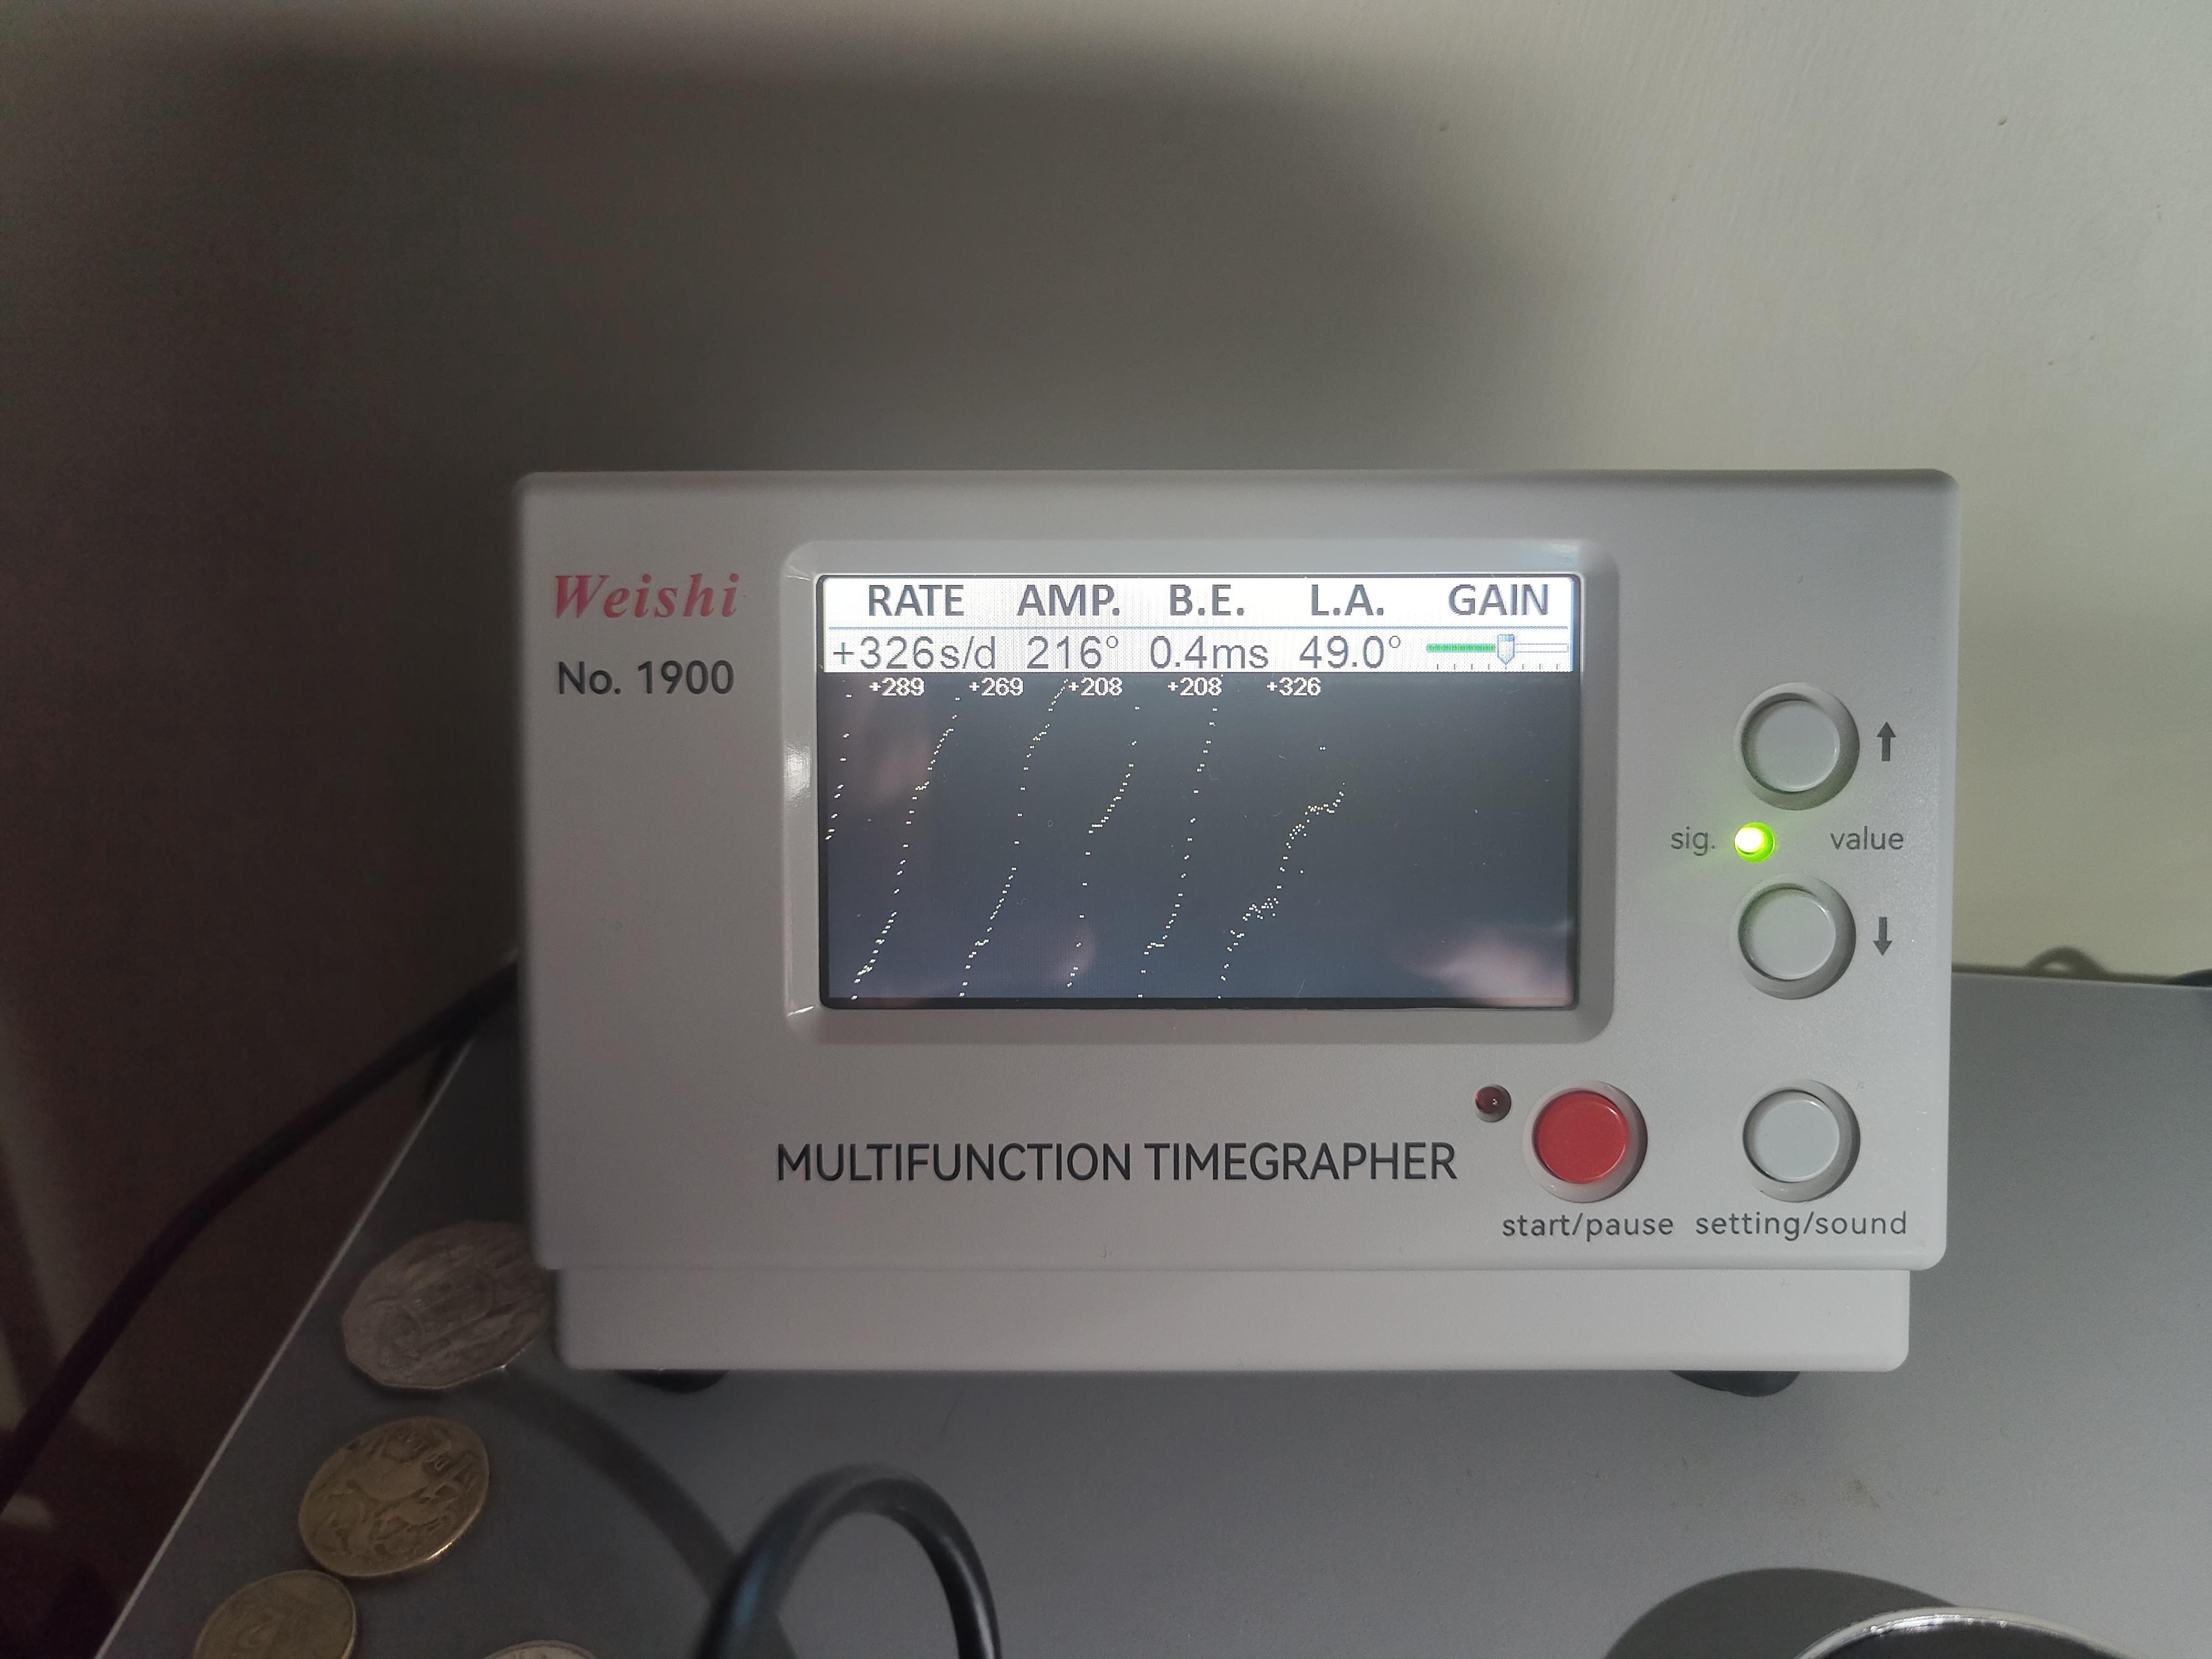 Weishi
No. 1900
RATE AMP. B.E. L.A. GAIN
+326s/d 216° 0.4ms 49.0°
+289 +269 +208 +208 +326
sig. value
MULTIFUNCTION TIMEGRAPHER
start/pause setting/sound